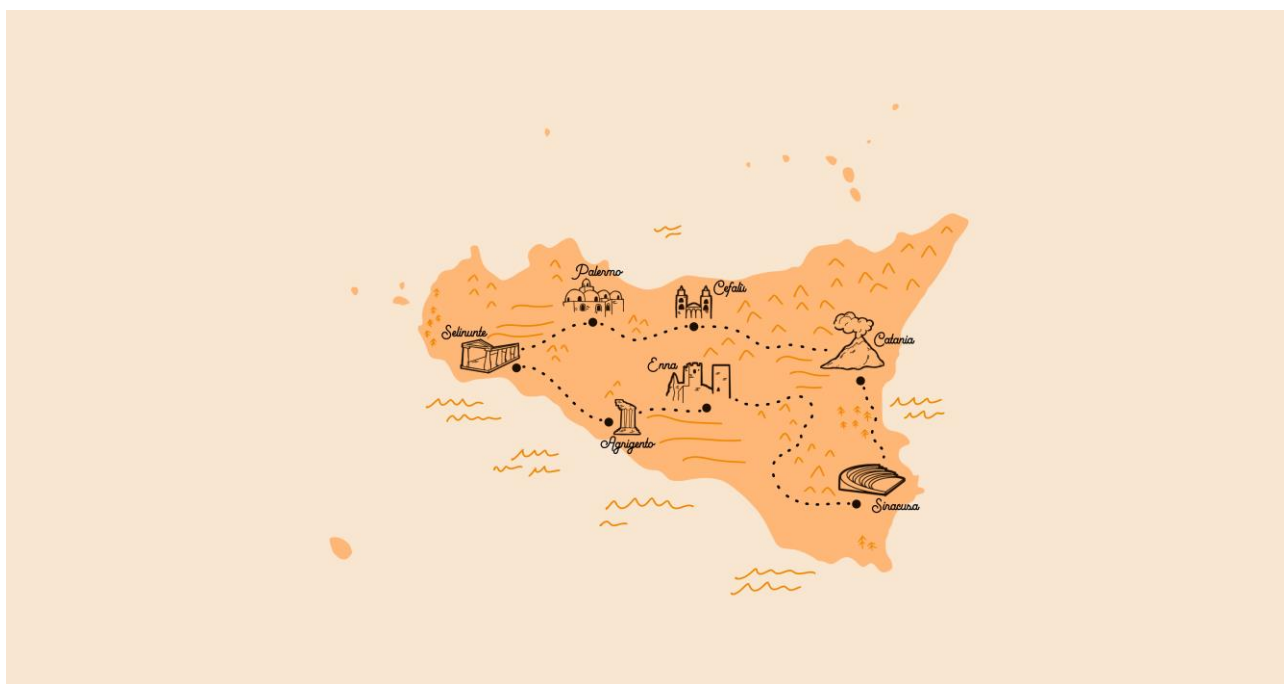 Palermo
Cefalù
Selinunte
Catania
Enna
Agrigento
Siracusa